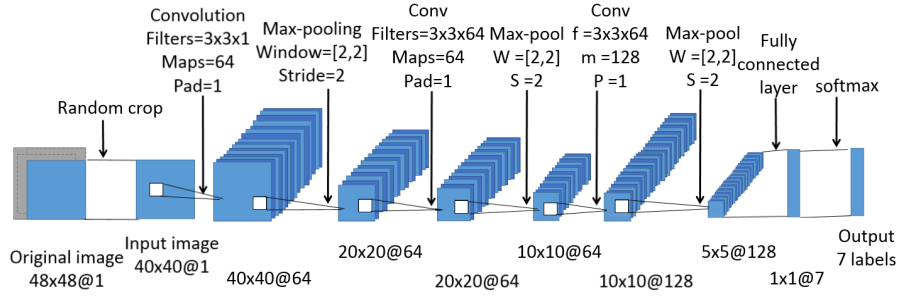 Random crop
Convolution
Filters=3x3x1
Maps=64
Pad=1
Max-pooling
Window=[2,2]
Stride=2
Conv
Filters=3x3x64
Maps=64
Pad=1
Max-pool
W =[2,2]
S =2
Conv
f =3x3x64
m =128
P =1
Max-pool
W =[2,2]
S =2
Fully
connected
layer
softmax
Original image
48x48@1
Input image
40x40@1
40x40@64
20x20@64
20x20@64
10x10@64
10x10@128
5x5@128
1x1@7
Output
7 labels